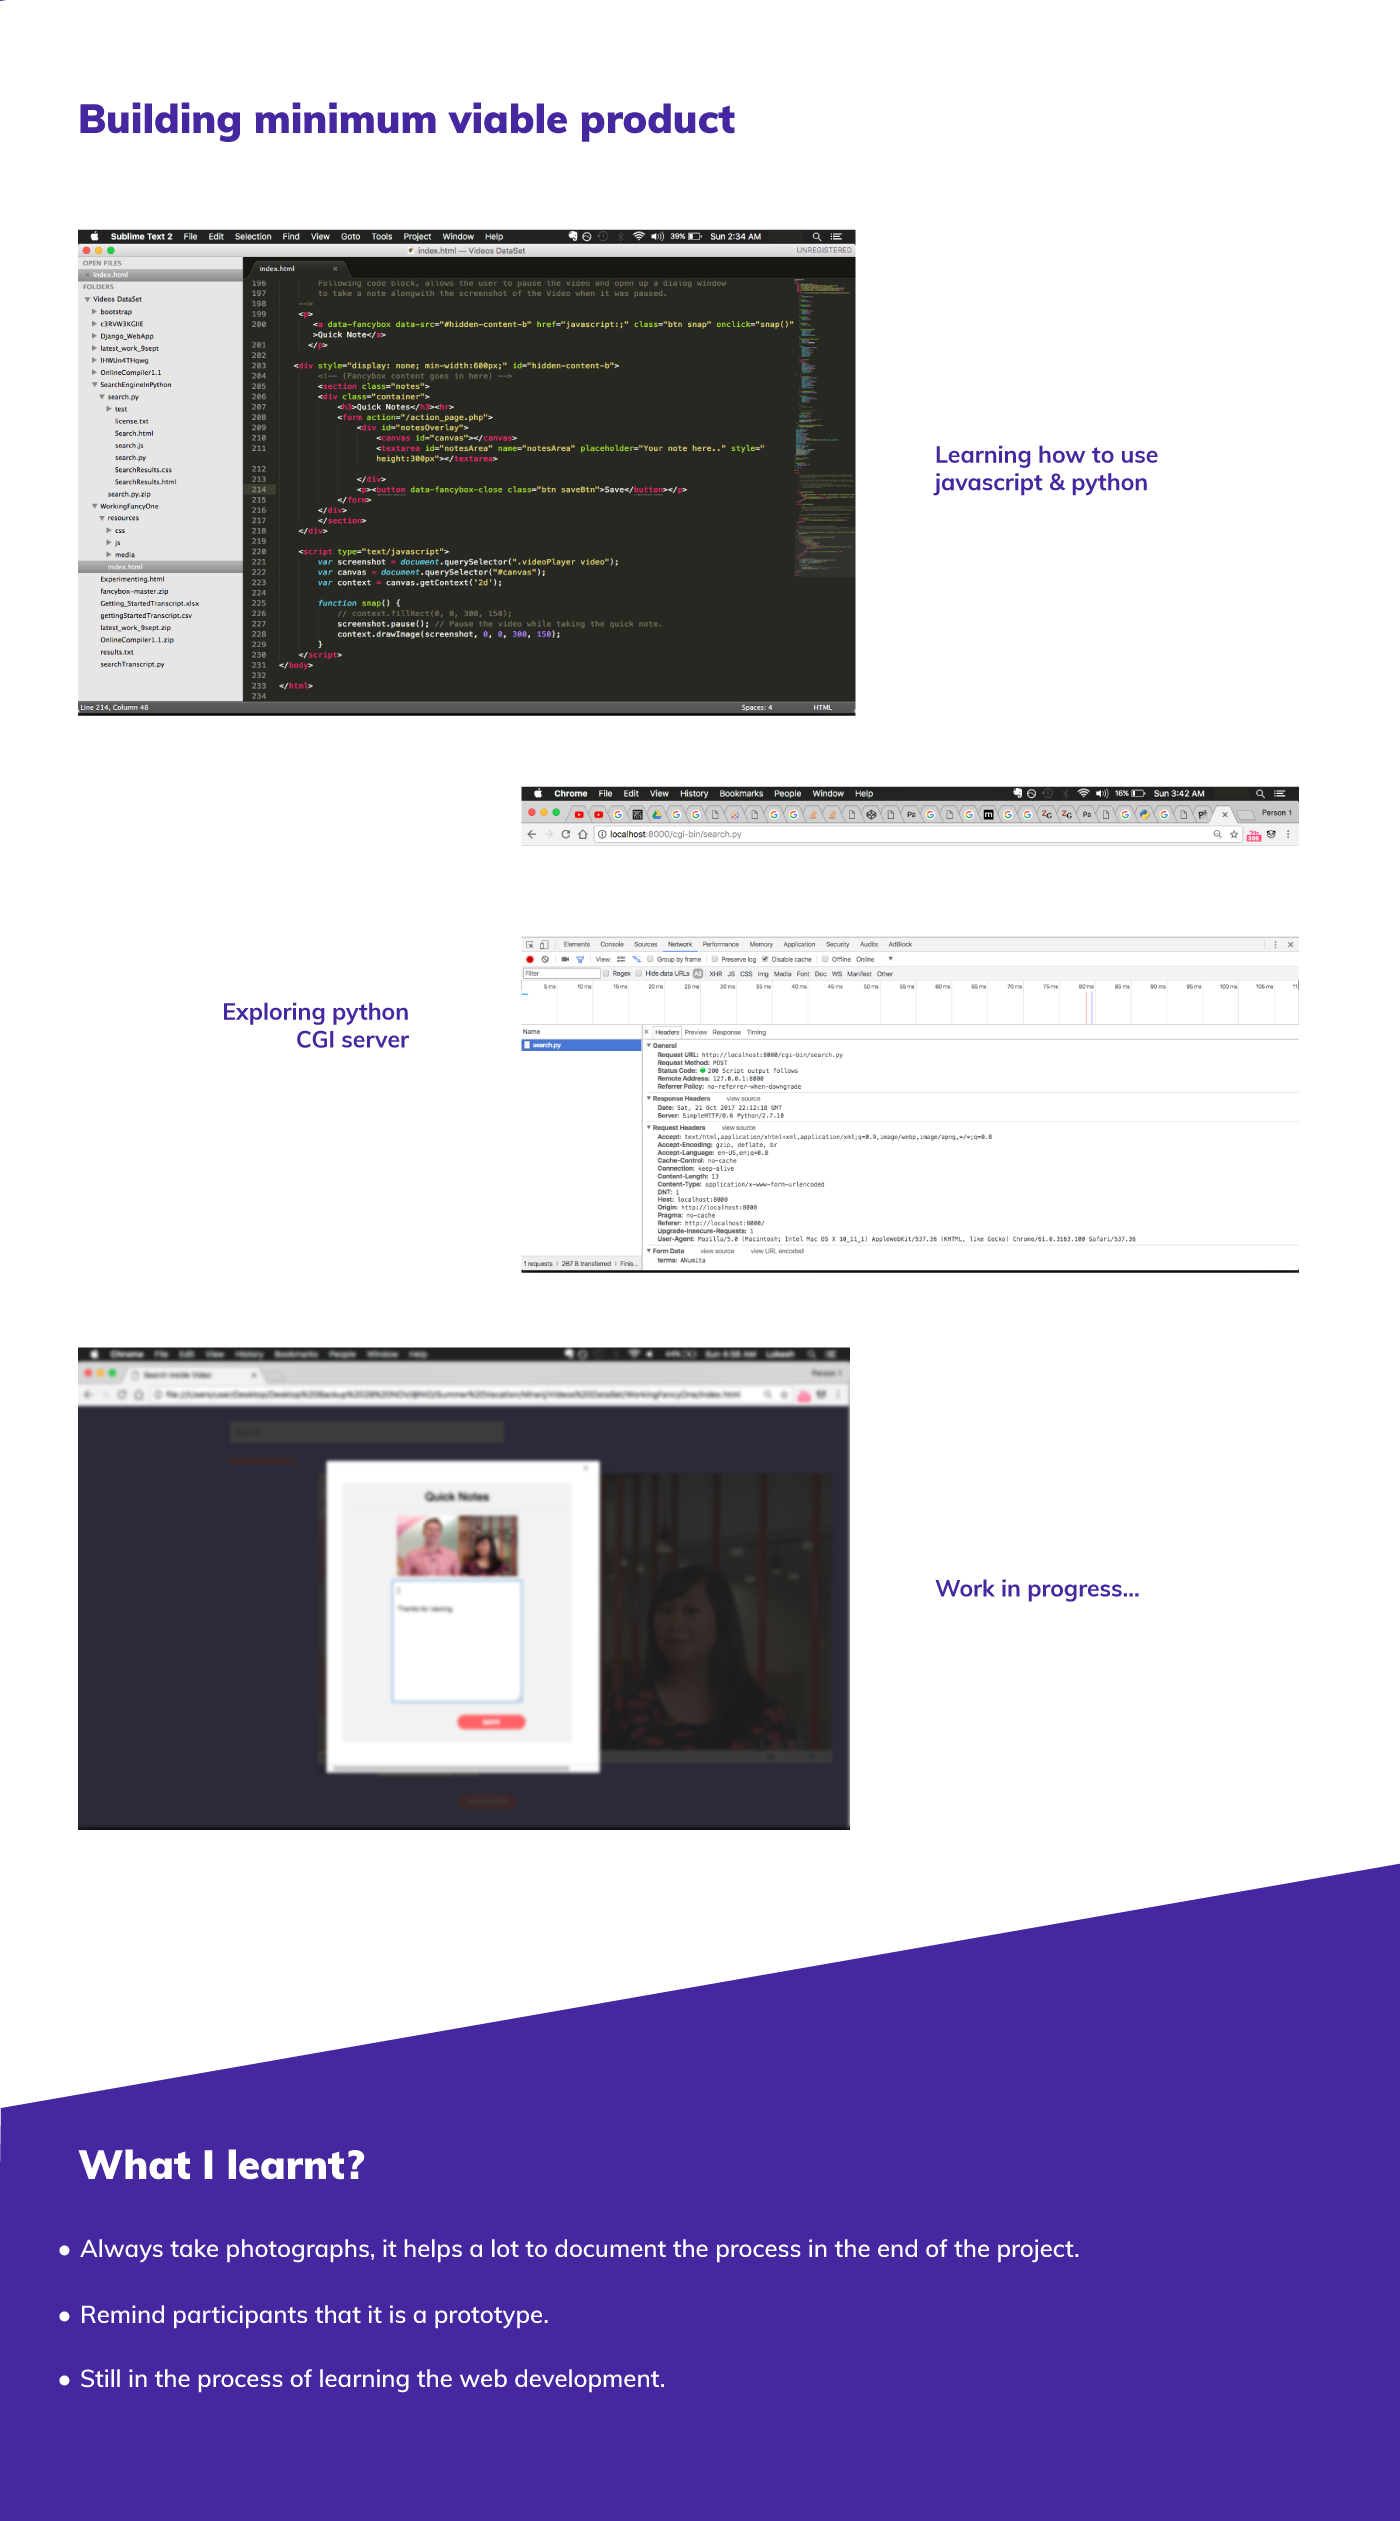 Building minimum viable product
Sublime Text 2 File Edit Selection Find View Goto Tools Project Window Help 39% Sun 2:34 AM
index.html — Videos DataSet UNREGISTERED
OPEN FILES
index.html
FOLDERS
Videos DataSet
bootstrap
c3RVW3KGIIE
Django_WebApp
latest_work_9sept
IHWUn4THqwg
OnlineCompiler1.1
SearchEngineInPython
search.py
test
license.txt
Search.html
search.js
search.py
SearchResults.css
SearchResults.html
search.py.zip
WorkingFancyOne
resources
css
js
media
index.html
Experimenting.html
fancybox-master.zip
Getting_StartedTranscript.xlsx
gettingStartedTranscript.csv
latest_work_9sept.zip
OnlineCompiler1.1.zip
results.txt
searchTranscript.py
index.html
196 Following code block, allows the user to pause the video and open up a dialog window
197 to take a note alongwith the screenshot of the Video when it was paused.
198 -->
199 <p>
200 <a data-fancybox data-src="#hidden-content-b" href="javascript:;" class="btn snap" onclick="snap()"
>Quick Note</a>
201 </p>
202
203 <div style="display: none; min-width:600px;" id="hidden-content-b">
204 <!-- (Fancybox content goes in here) -->
205 <section class="notes">
206 <div class="container">
207 <h3>Quick Notes</h3><hr>
208 <form action="/action_page.php">
209 <div id="notesOverlay">
210 <canvas id="canvas"></canvas>
211 <textarea id="notesArea" name="notesArea" placeholder="Your note here.." style="
height:300px"></textarea>
212
213 </div>
214 <p><button data-fancybox-close class="btn saveBtn">Save</button></p>
215 </form>
216 </div>
217 </section>
218 </div>
219
220 <script type="text/javascript">
221 var screenshot = document.querySelector(".videoPlayer video");
222 var canvas = document.querySelector("#canvas");
223 var context = canvas.getContext('2d');
224
225 function snap() {
226 // context.fillRect(0, 0, 300, 150);
227 screenshot.pause(); // Pause the video while taking the quick note.
228 context.drawImage(screenshot, 0, 0, 300, 150);
229 }
230 </script>
231 </body>
232
233 </html>
234
Line 214, Column 48 Spaces: 4 HTML
Learning how to use
javascript & python
Chrome File Edit View History Bookmarks People Window Help 16% Sun 3:42 AM
Person 1
localhost:8000/cgi-bin/search.py
Elements Console Sources Network Performance Memory Application Security Audits AdBlock
View: Group by frame Preserve log Disable cache Offline Online
Filter Regex Hide data URLs All XHR JS CSS Img Media Font Doc WS Manifest Other
5 ms 10 ms 15 ms 20 ms 25 ms 30 ms 35 ms 40 ms 45 ms 50 ms 55 ms 60 ms 65 ms 70 ms 75 ms 80 ms 85 ms 90 ms 95 ms 100 ms 105 ms 11
Name
search.py
Headers Preview Response Timing
General
Request URL: http://localhost:8000/cgi-bin/search.py
Request Method: POST
Status Code: 200 Script output follows
Remote Address: 127.0.0.1:8000
Referrer Policy: no-referrer-when-downgrade
Response Headers view source
Date: Sat, 21 Oct 2017 22:12:18 GMT
Server: SimpleHTTP/0.6 Python/2.7.10
Request Headers view source
Accept: text/html,application/xhtml+xml,application/xml;q=0.9,image/webp,image/apng,*/*;q=0.8
Accept-Encoding: gzip, deflate, br
Accept-Language: en-US,en;q=0.8
Cache-Control: no-cache
Connection: keep-alive
Content-Length: 13
Content-Type: application/x-www-form-urlencoded
DNT: 1
Host: localhost:8000
Origin: http://localhost:8000
Pragma: no-cache
Referer: http://localhost:8000/
Upgrade-Insecure-Requests: 1
User-Agent: Mozilla/5.0 (Macintosh; Intel Mac OS X 10_11_1) AppleWebKit/537.36 (KHTML, like Gecko) Chrome/61.0.3163.100 Safari/537.36
Form Data view source view URL encoded
terms: ANumita
1 requests | 267 B transferred | Finis...
Exploring python
CGI server
Chrome File Edit View History Bookmarks People Window Help
Search Inside Video
Quick Notes
Thanks for viewing.
Work in progress...
What I learnt?
• Always take photographs, it helps a lot to document the process in the end of the project.
• Remind participants that it is a prototype.
• Still in the process of learning the web development.